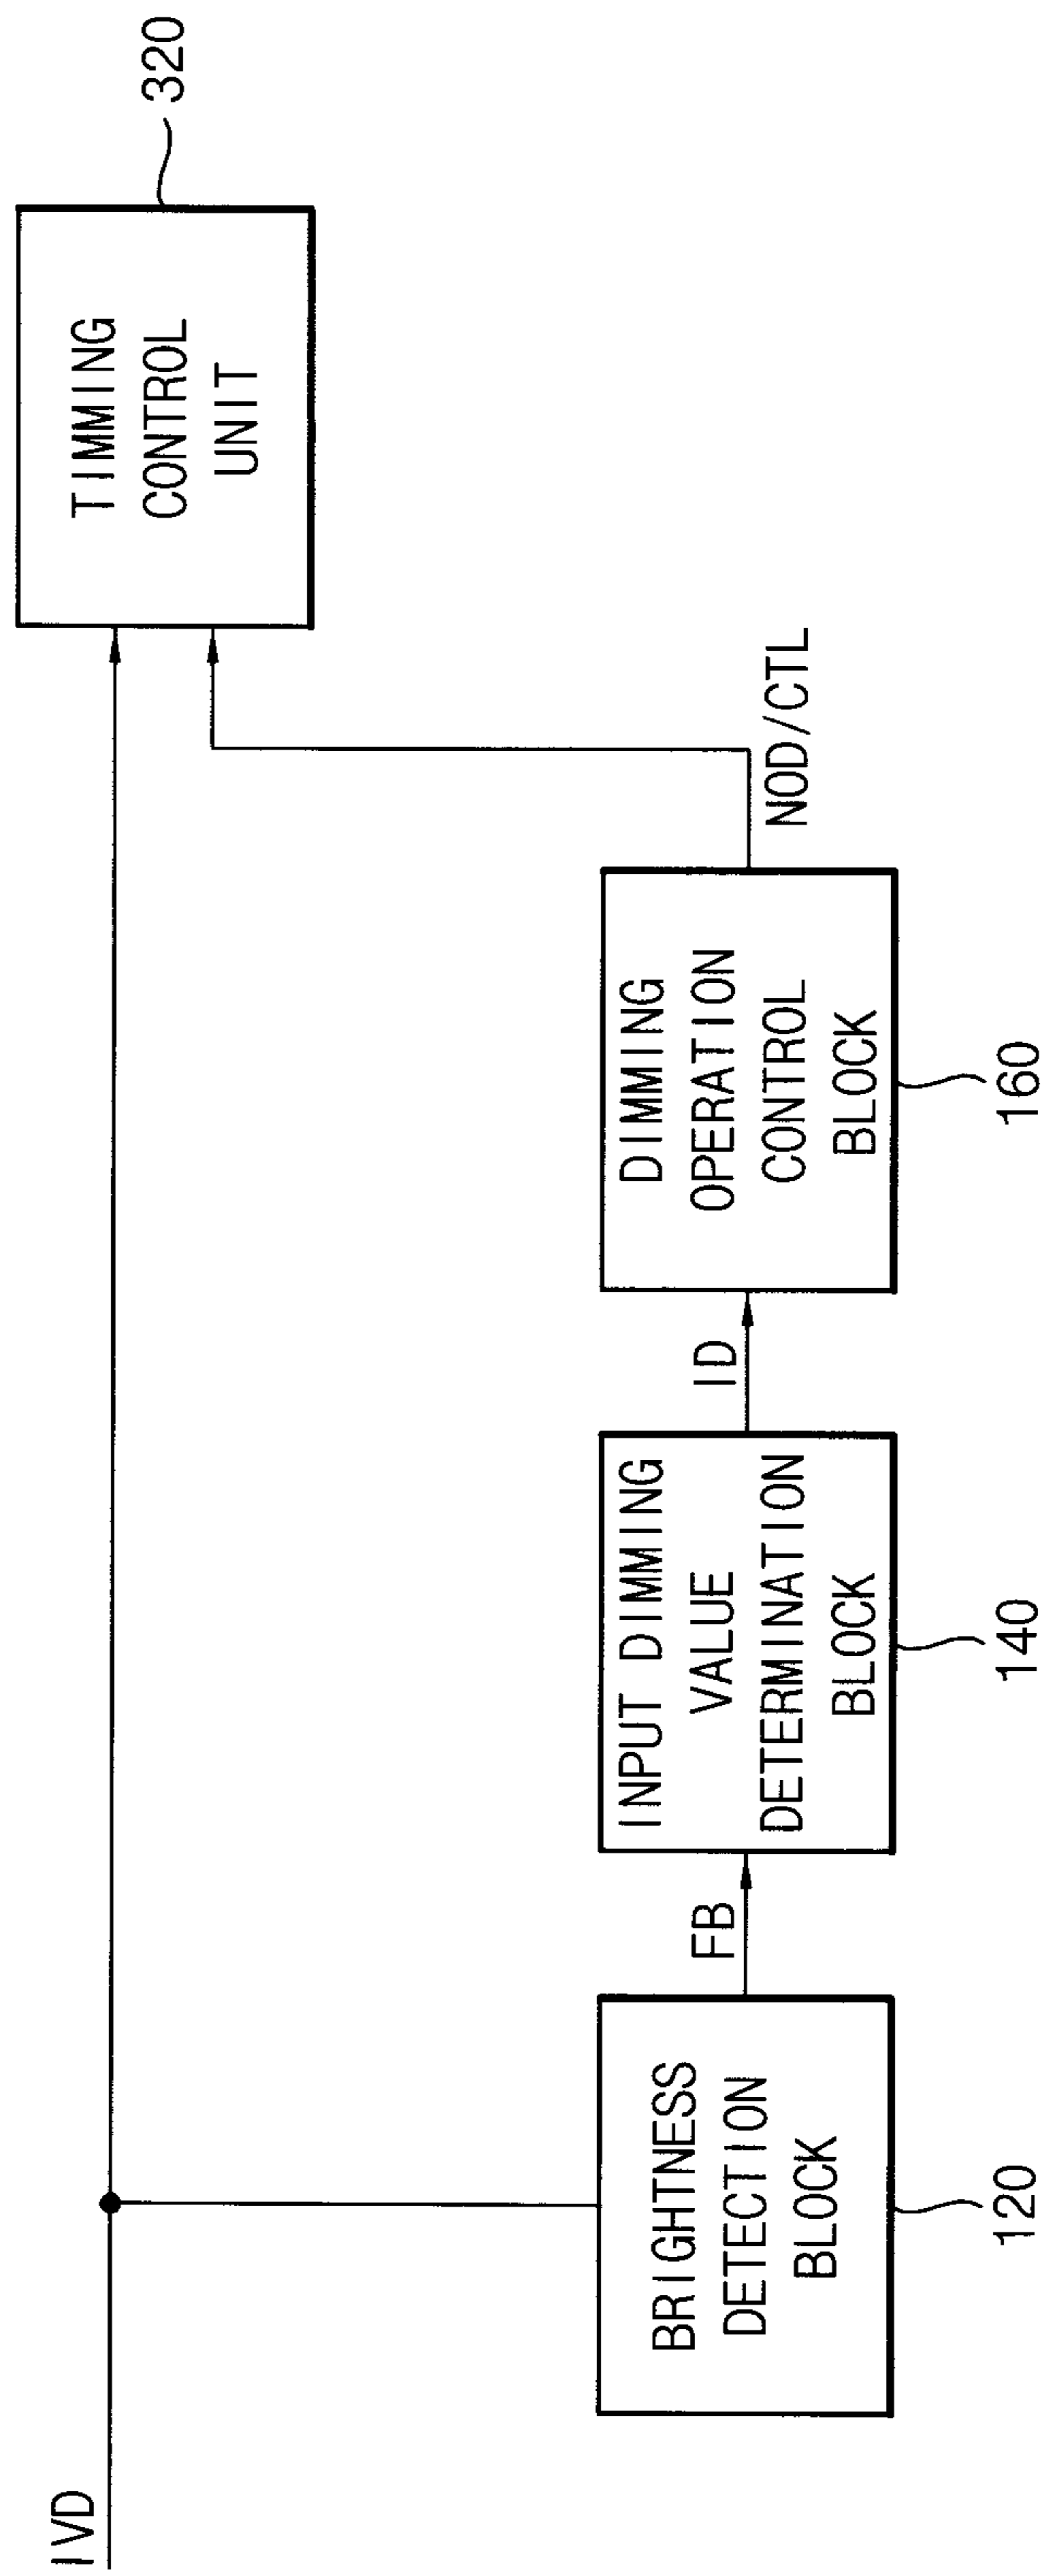 IVD
TIMMING
CONTROL
UNIT
320
BRIGHTNESS
DETECTION
BLOCK
120
FB
INPUT DIMMING
VALUE
DETERMINATION
BLOCK
140
ID
DIMMING
OPERATION
CONTROL
BLOCK
160
NOD/CTL